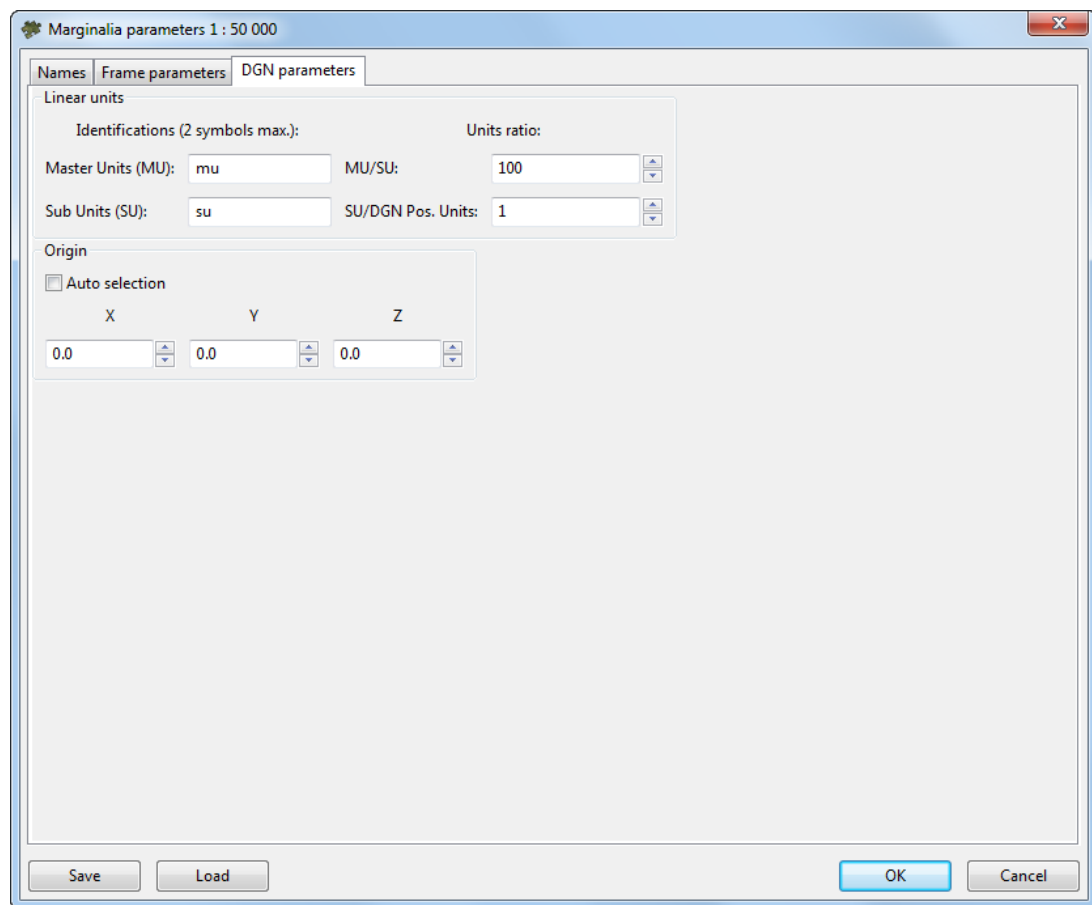 Marginalia parameters 1 : 50 000
Names Frame parameters DGN parameters
Linear units
Identifications (2 symbols max.): Units ratio:
Master Units (MU): mu MU/SU: 100
Sub Units (SU): su SU/DGN Pos. Units: 1
Origin
Auto selection
X Y Z
0.0 0.0 0.0
Save Load OK Cancel